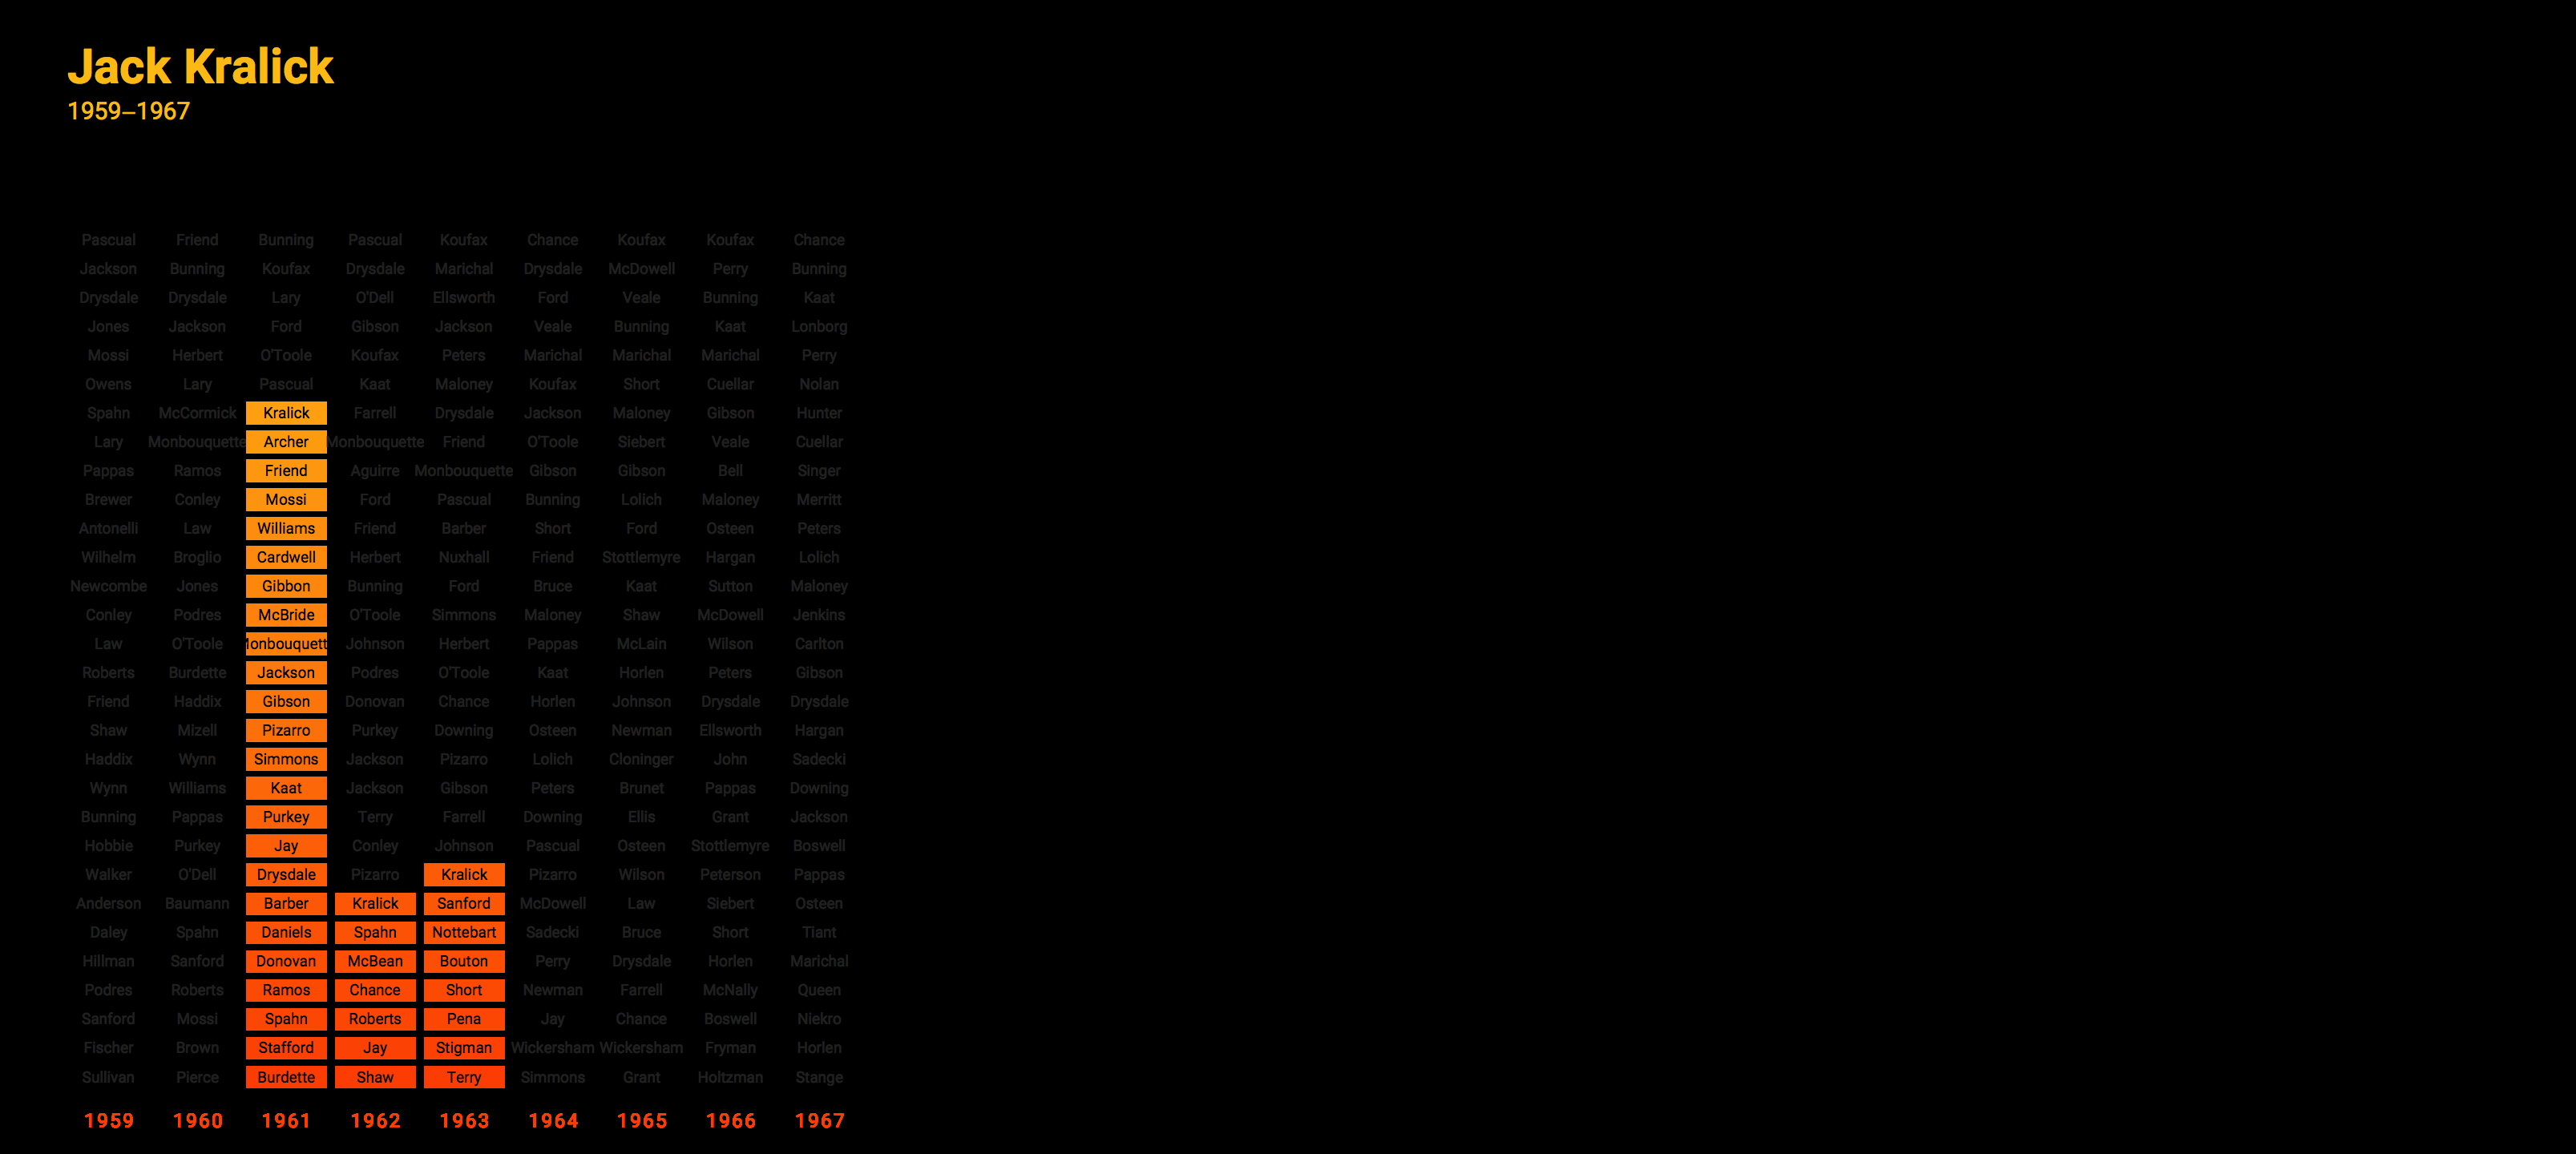 Jack Kralick
1959–1967
Pascual Friend Bunning Pascual Koufax Chance Koufax Koufax Chance
Jackson Bunning Koufax Drysdale Marichal Drysdale McDowell Perry Bunning
Drysdale Drysdale Lary O'Dell Ellsworth Ford Veale Bunning Kaat
Jones Jackson Ford Gibson Jackson Veale Bunning Kaat Lonborg
Mossi Herbert O'Toole Koufax Peters Marichal Marichal Marichal Perry
Owens Lary Pascual Kaat Maloney Koufax Short Cuellar Nolan
Spahn McCormick Kralick Farrell Drysdale Jackson Maloney Gibson Hunter
Lary Monbouquette Archer Monbouquette Friend O'Toole Siebert Veale Cuellar
Pappas Ramos Friend Aguirre Monbouquette Gibson Gibson Bell Singer
Brewer Conley Mossi Ford Pascual Bunning Lolich Maloney Merritt
Antonelli Law Williams Friend Barber Short Ford Osteen Peters
Wilhelm Broglio Cardwell Herbert Nuxhall Friend Stottlemyre Hargan Lolich
Newcombe Jones Gibbon Bunning Ford Bruce Kaat Sutton Maloney
Conley Podres McBride O'Toole Simmons Maloney Shaw McDowell Jenkins
Law O'Toole Monbouquette Johnson Herbert Pappas McLain Wilson Carlton
Roberts Burdette Jackson Podres O'Toole Kaat Horlen Peters Gibson
Friend Haddix Gibson Donovan Chance Horlen Johnson Drysdale Drysdale
Shaw Mizell Pizarro Purkey Downing Osteen Newman Ellsworth Hargan
Haddix Wynn Simmons Jackson Pizarro Lolich Cloninger John Sadecki
Wynn Williams Kaat Jackson Gibson Peters Brunet Pappas Downing
Bunning Pappas Purkey Terry Farrell Downing Ellis Grant Jackson
Hobbie Purkey Jay Conley Johnson Pascual Osteen Stottlemyre Boswell
Walker O'Dell Drysdale Pizarro Kralick Pizarro Wilson Peterson Pappas
Anderson Baumann Barber Kralick Sanford McDowell Law Siebert Osteen
Daley Spahn Daniels Spahn Nottebart Sadecki Bruce Short Tiant
Hillman Sanford Donovan McBean Bouton Perry Drysdale Horlen Marichal
Podres Roberts Ramos Chance Short Newman Farrell McNally Queen
Sanford Mossi Spahn Roberts Pena Jay Chance Boswell Niekro
Fischer Brown Stafford Jay Stigman Wickersham Wickersham Fryman Horlen
Sullivan Pierce Burdette Shaw Terry Simmons Grant Holtzman Stange
1959 1960 1961 1962 1963 1964 1965 1966 1967